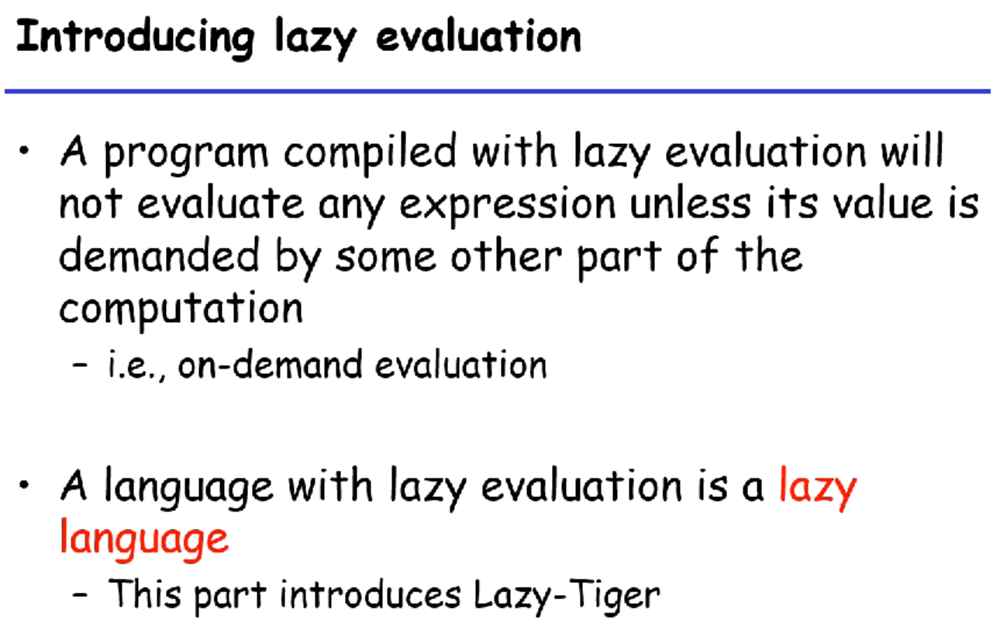 Introducing lazy evaluation
• A program compiled with lazy evaluation will
not evaluate any expression unless its value is
demanded by some other part of the
computation
– i.e., on-demand evaluation
• A language with lazy evaluation is a lazy
language
– This part introduces Lazy-Tiger